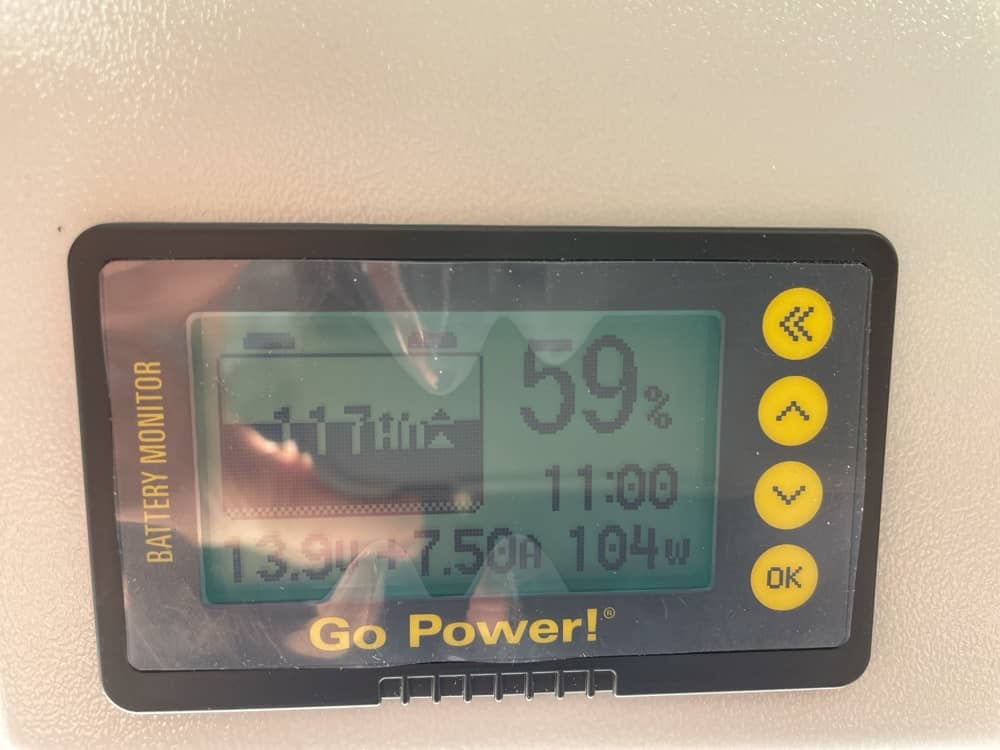 BATTERY MONITOR
117Ah
59%
11:00
13.9V +7.50A 104W
OK
Go Power!®